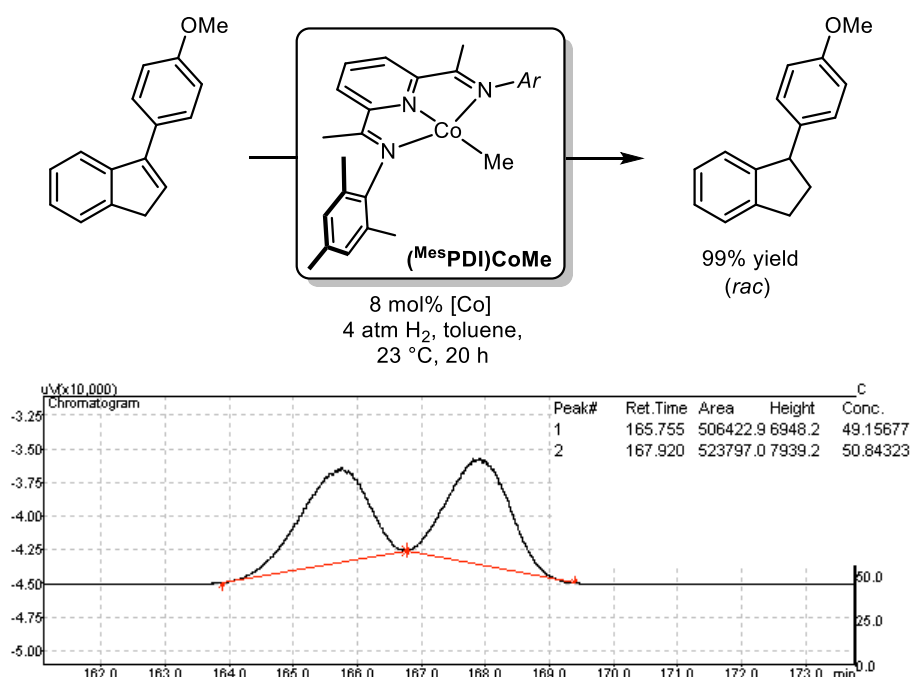 OMe
OMe
N
Ar
N
Co
N
Me
(MesPDI)CoMe
99% yield
(rac)
8 mol% [Co]
4 atm H2, toluene,
23 °C, 20 h
uV(x10,000)
C
Chromatogram
Peak# Ret.Time Area Height Conc.
1 165.755 506422.9 6948.2 49.15677
2 167.920 523797.0 7939.2 50.84323
-3.25
-3.50
-3.75
-4.00
-4.25
-4.50
-4.75
-5.00
50.0
25.0
0.0
162.0 163.0 164.0 165.0 166.0 167.0 168.0 169.0 170.0 171.0 172.0 173.0 min